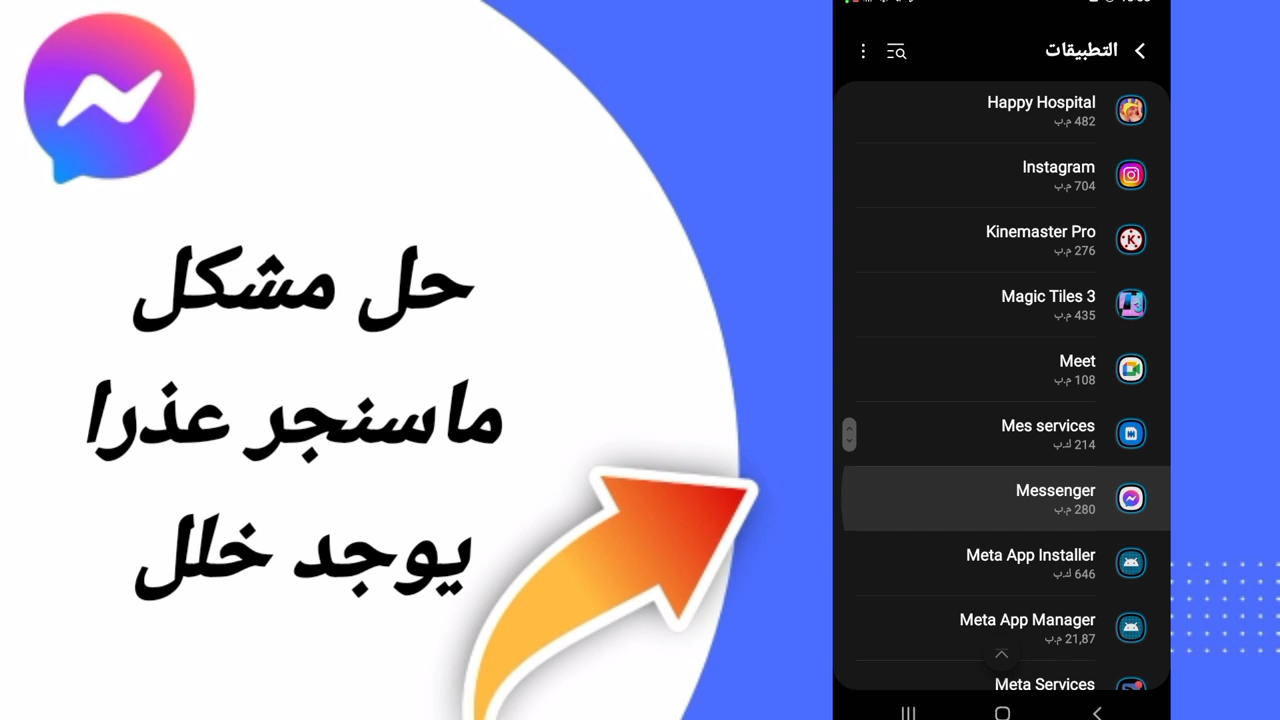 حل مشكل
ماسنجر عذرا
يوجد خلل
التطبيقات
Happy Hospital
482 م.ب
Instagram
704 م.ب
Kinemaster Pro
276 م.ب
Magic Tiles 3
435 م.ب
Meet
108 م.ب
Mes services
214 ك.ب
Messenger
280 م.ب
Meta App Installer
646 ك.ب
Meta App Manager
21,87 م.ب
Meta Services